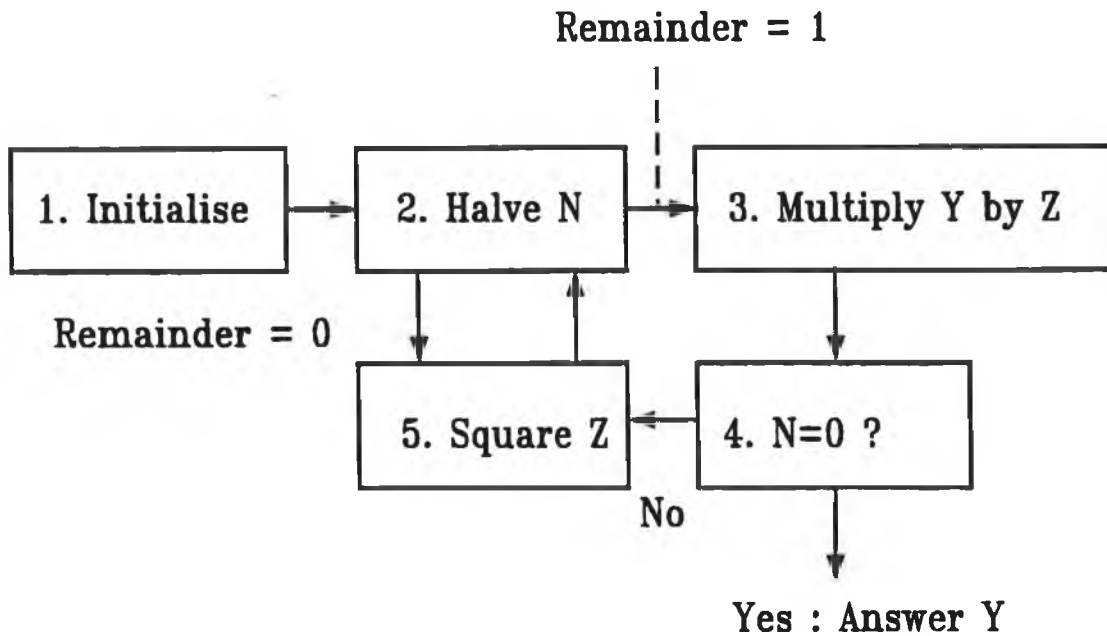 Remainder = 1
1. Initialise
2. Halve N
3. Multiply Y by Z
Remainder = 0
5. Square Z
4. N=0 ?
No
Yes : Answer Y